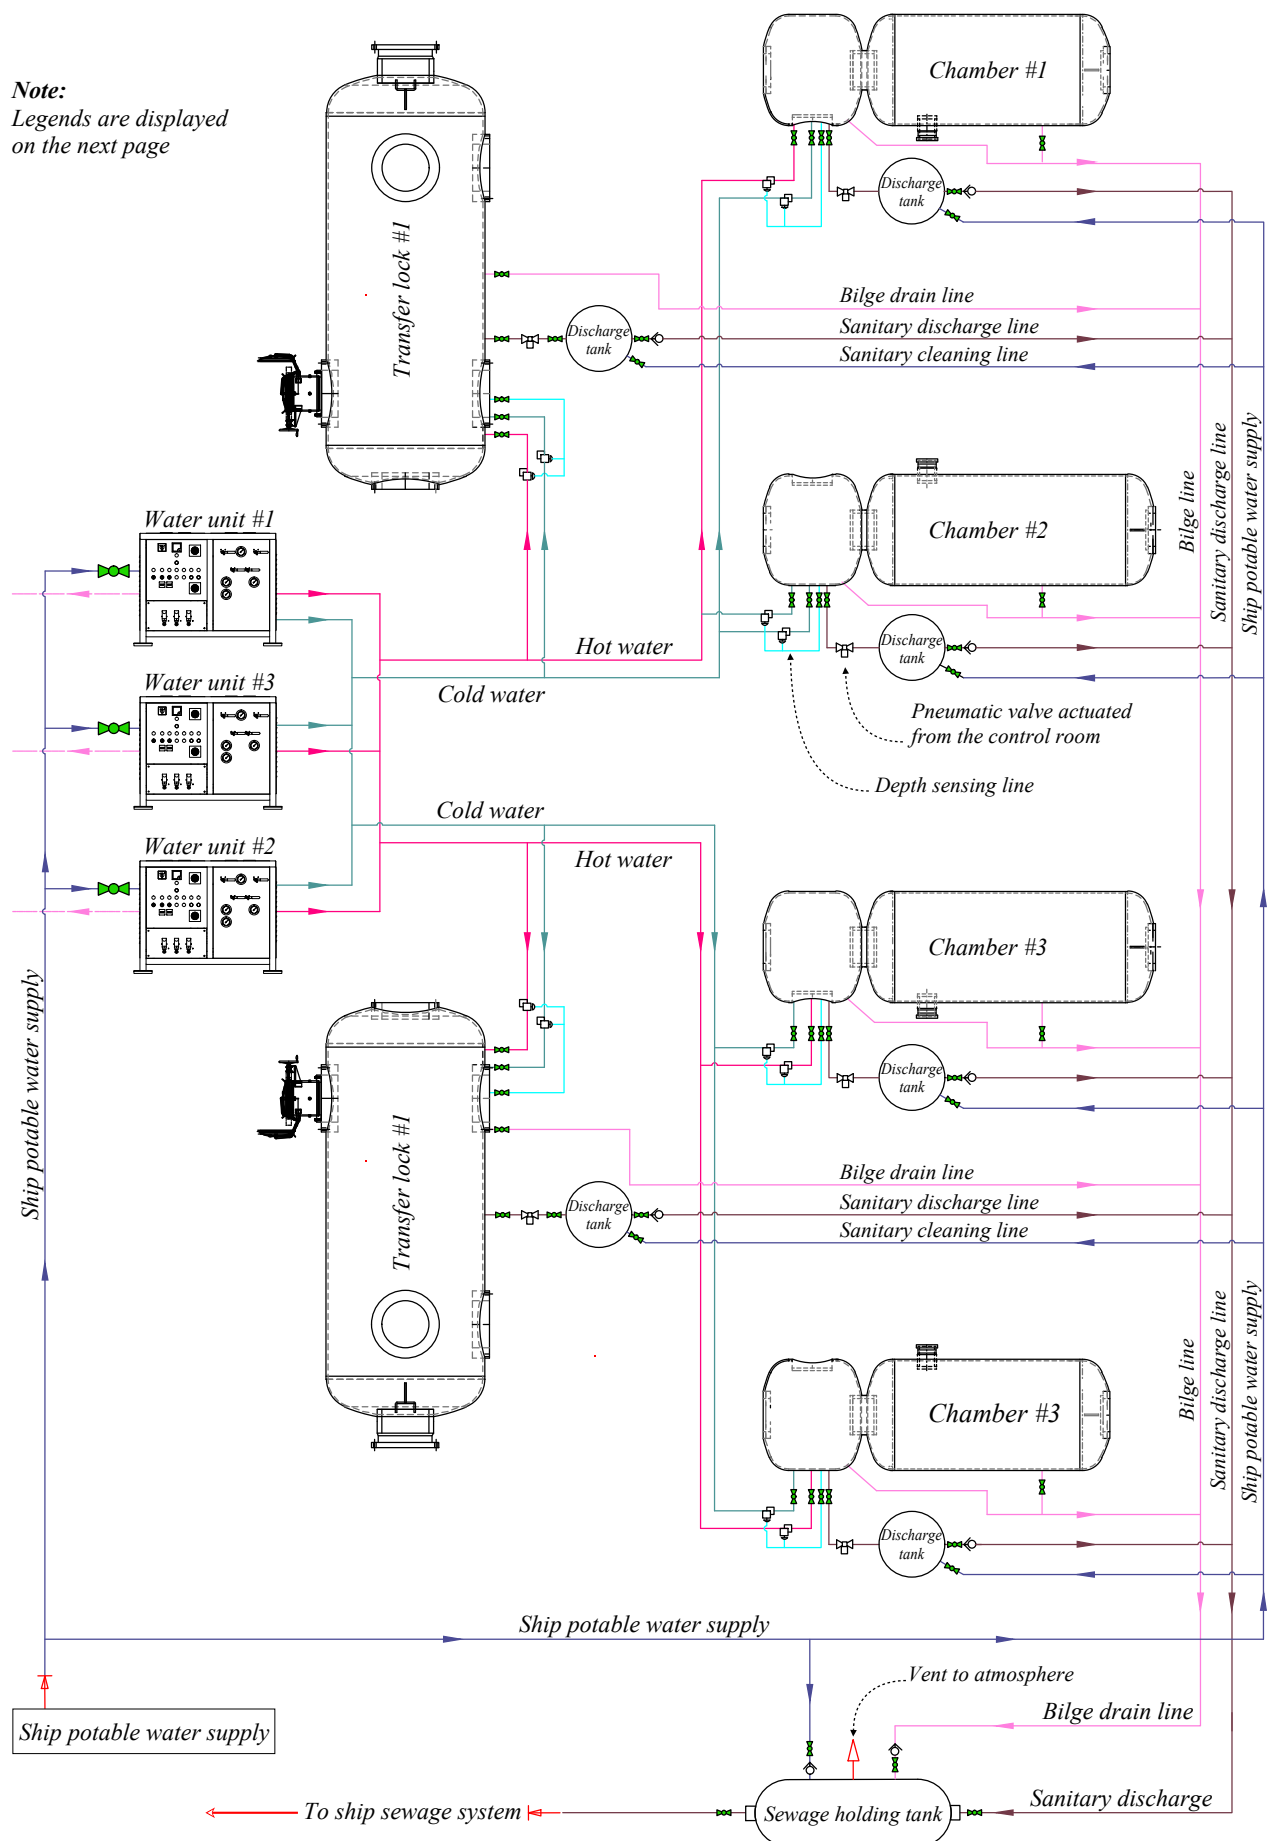 Note:
Legends are displayed
on the next page
Chamber #1
Discharge
tank
Transfer lock #1
Bilge drain line
Discharge
tank
Sanitary discharge line
Sanitary cleaning line
Bilge line
Sanitary discharge line
Ship potable water supply
Chamber #2
Discharge
tank
Water unit #1
Hot water
Water unit #3
Cold water
Pneumatic valve actuated
from the control room
Depth sensing line
Cold water
Water unit #2
Hot water
Chamber #3
Discharge
tank
Ship potable water supply
Transfer lock #1
Bilge drain line
Discharge
tank
Sanitary discharge line
Sanitary cleaning line
Bilge line
Sanitary discharge line
Ship potable water supply
Chamber #3
Discharge
tank
Ship potable water supply
Vent to atmosphere
Bilge drain line
Ship potable water supply
To ship sewage system
Sewage holding tank
Sanitary discharge